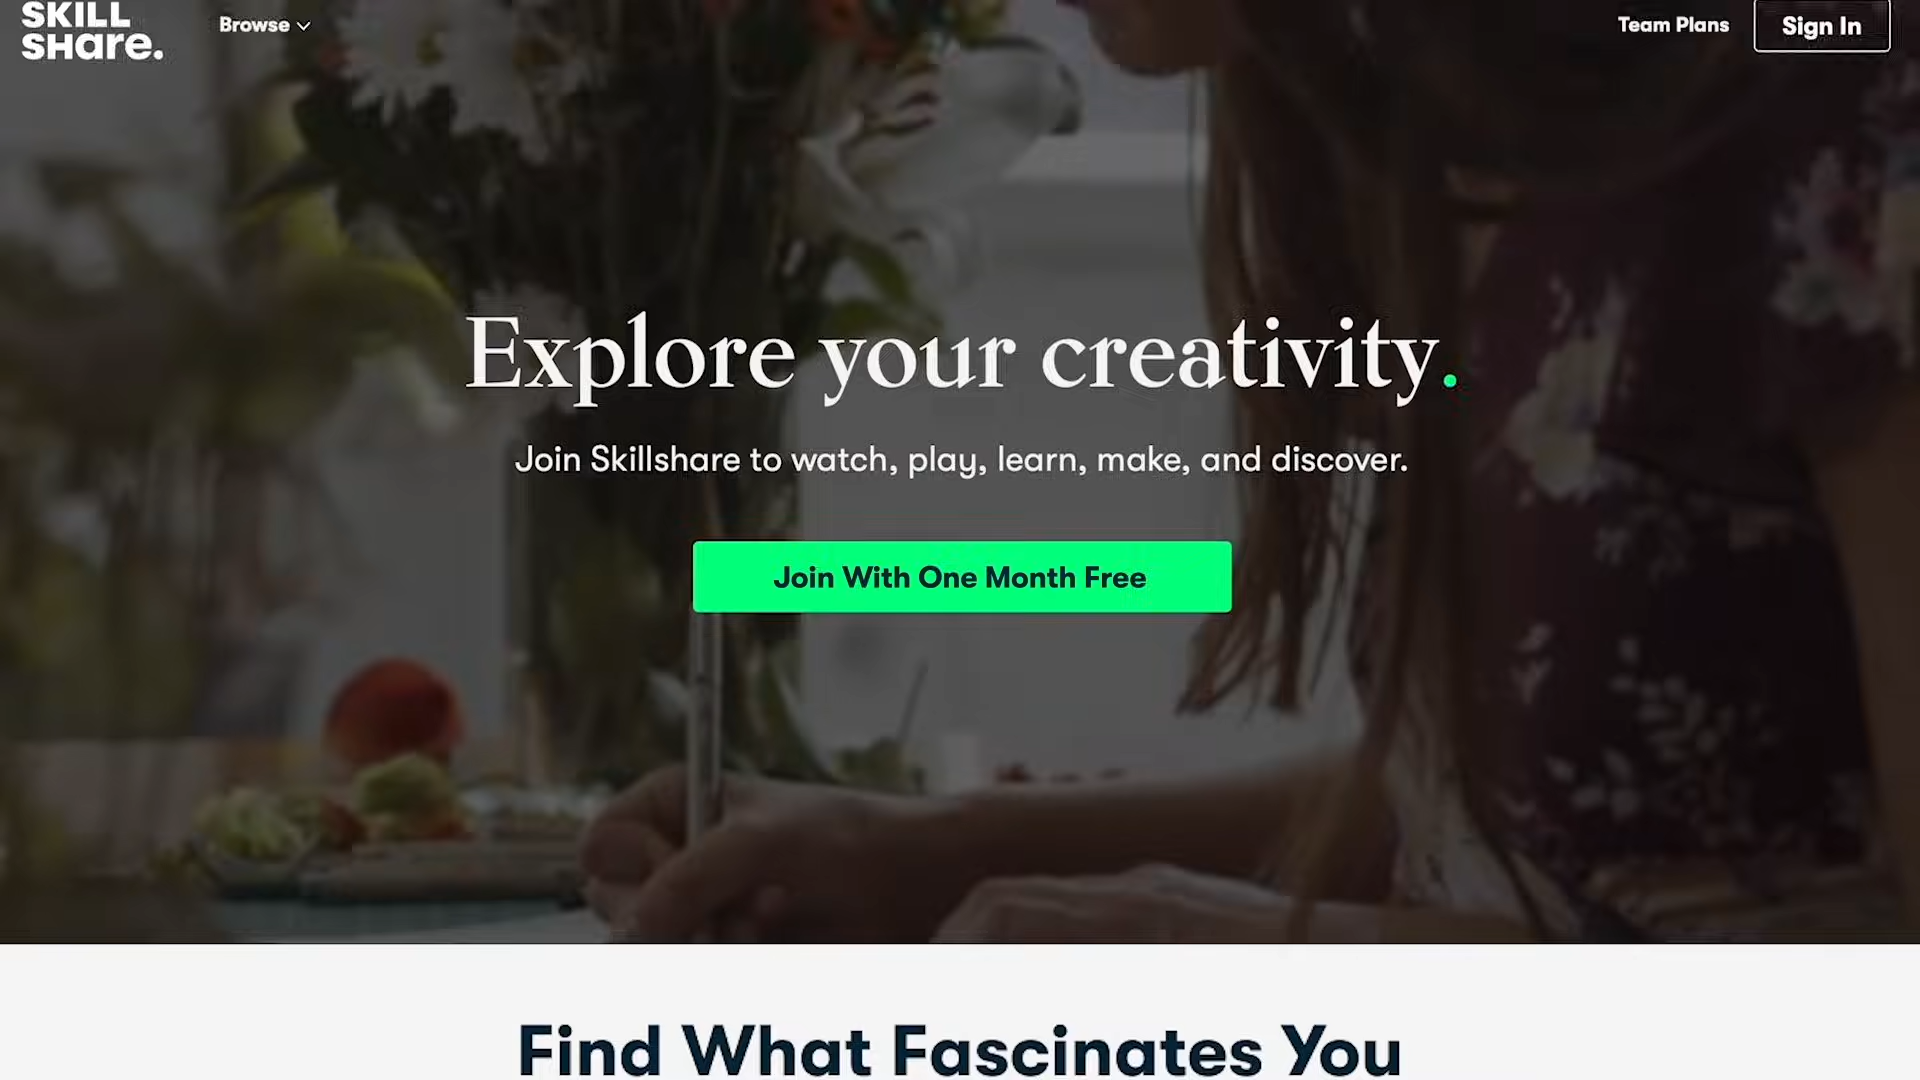 SKILL
SHare.
Browse
Team Plans
Sign In
Explore your creativity.
Join Skillshare to watch, play, learn, make, and discover.
Join With One Month Free
Find What Fascinates You